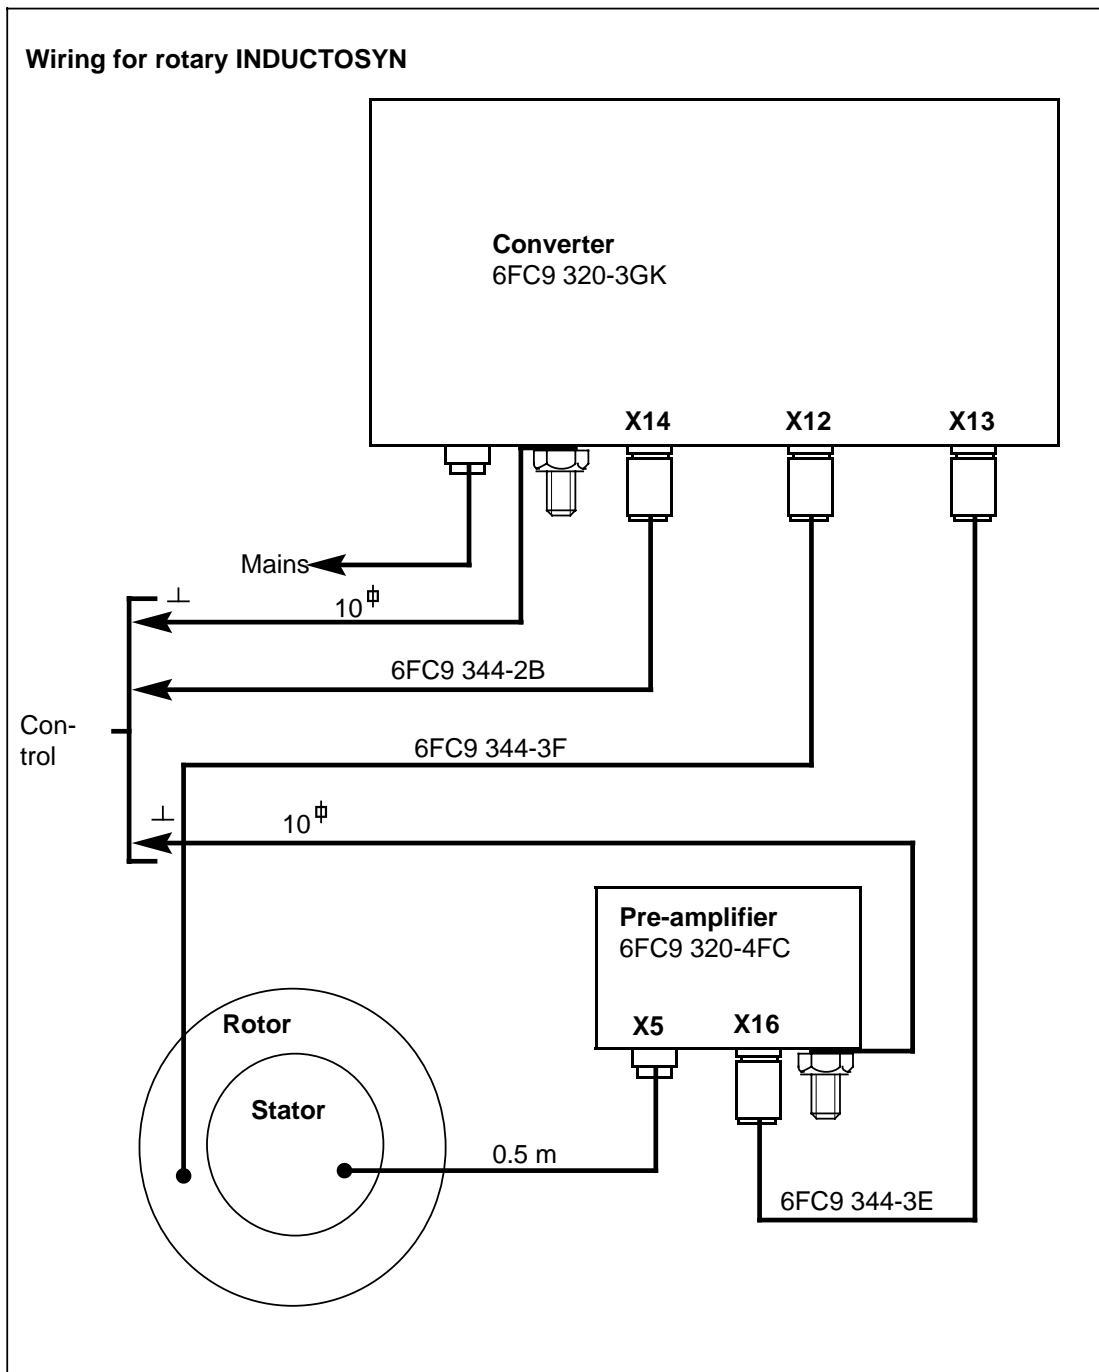 Wiring for rotary INDUCTOSYN
Converter
6FC9 320-3GK
X14 X12 X13
Mains
10
6FC9 344-2B
Con-
trol
6FC9 344-3F
10
Pre-amplifier
6FC9 320-4FC
X5 X16
Rotor
Stator
0.5 m
6FC9 344-3E